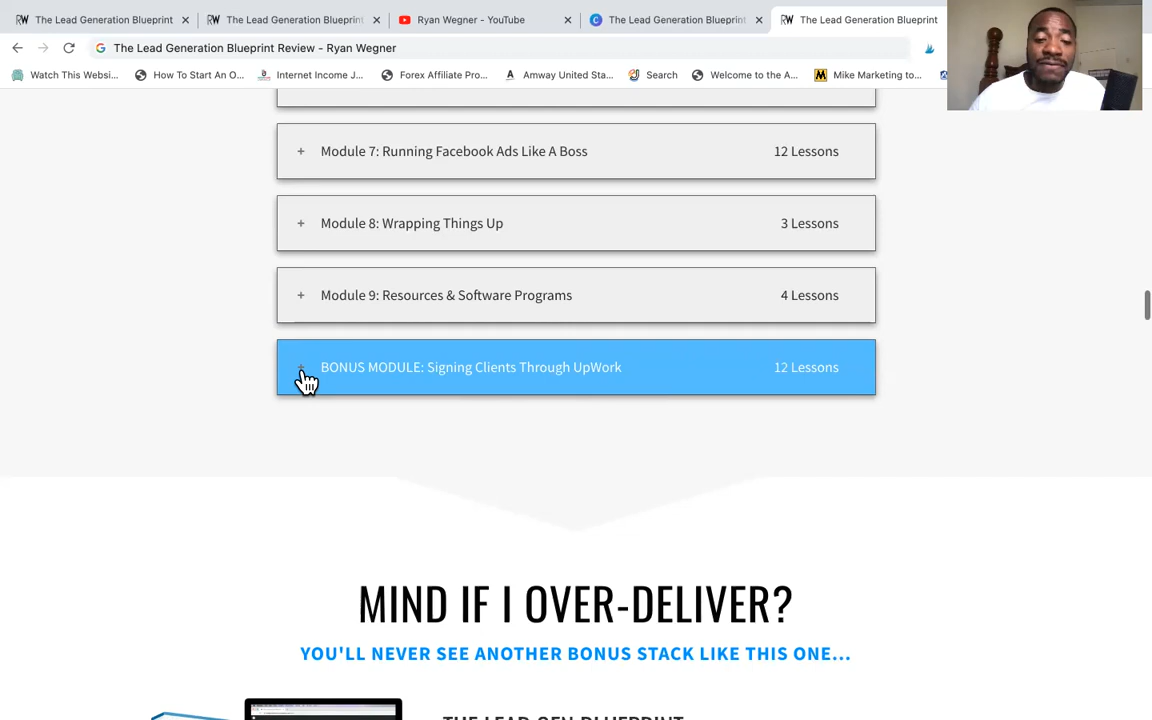 The Lead Generation Blueprint
The Lead Generation Blueprint
Ryan Wegner - YouTube
The Lead Generation Blueprint
The Lead Generation Blueprint
The Lead Generation Blueprint Review - Ryan Wegner
Watch This Websi...
How To Start An O...
Internet Income J...
Forex Affiliate Pro...
Amway United Sta...
Search
Welcome to the A...
Mike Marketing to...
Module 7: Running Facebook Ads Like A Boss
12 Lessons
Module 8: Wrapping Things Up
3 Lessons
Module 9: Resources & Software Programs
4 Lessons
BONUS MODULE: Signing Clients Through UpWork
12 Lessons
MIND IF I OVER-DELIVER?
YOU'LL NEVER SEE ANOTHER BONUS STACK LIKE THIS ONE...
THE LEAD GEN BLUEPRINT